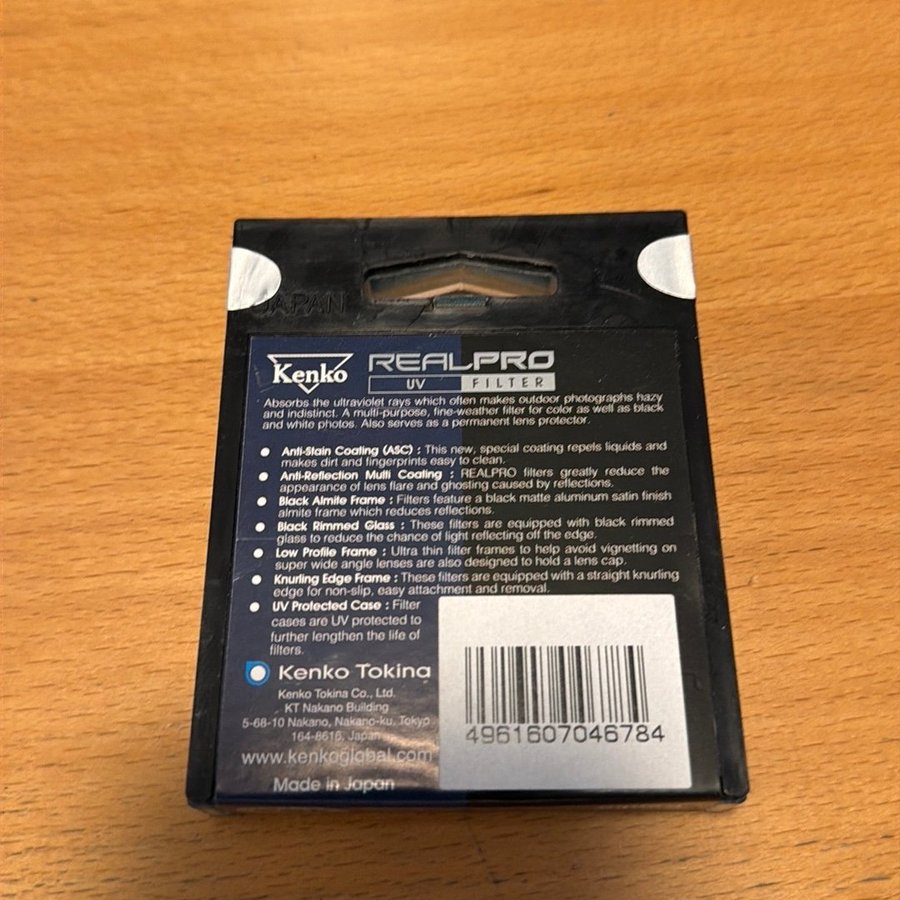 JAPAN
Kenko REALPRO
UV FILTER
Absorbs the ultraviolet rays which often makes outdoor photographs hazy
and indistinct. A multi-purpose, fine-weather filter for color as well as black
and white photos. Also serves as a permanent lens protector.
● Anti-Stain Coating (ASC) : This new, special coating repels liquids and
makes dirt and fingerprints easy to clean.
● Anti-Reflection Multi Coating : REALPRO filters greatly reduce the
appearance of lens flare and ghosting caused by reflections.
● Black Almite Frame : Filters feature a black matte aluminum satin finish
almite frame which reduces reflections.
● Black Rimmed Glass : These filters are equipped with black rimmed
glass to reduce the chance of light reflecting off the edge.
● Low Profile Frame : Ultra thin filter frames to help avoid vignetting on
super wide angle lenses are also designed to hold a lens cap.
● Knurling Edge Frame : These filters are equipped with a straight knurling
edge for non-slip, easy attachment and removal.
● UV Protected Case : Filter
cases are UV protected to
further lengthen the life of
filters.
Kenko Tokina
Kenko Tokina Co., Ltd.
KT Nakano Building
5-68-10 Nakano, Nakano-ku, Tokyo
164-8616, Japan
www.kenkoglobal.com
Made in Japan
4961607046784